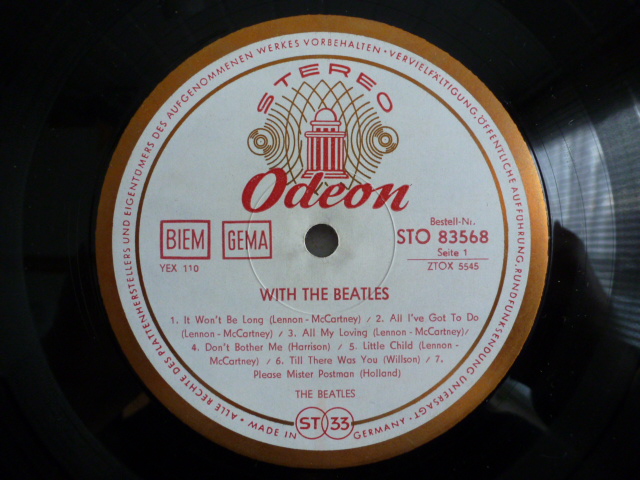 · ALLE RECHTE DES PLATTENHERSTELLERS UND EIGENTÜMERS DES AUFGENOMMENEN WERKES VORBEHALTEN · VERVIELFÄLTIGUNG, ÖFFENTLICHE AUFFÜHRUNG, RUNDFUNKSENDUNG UNTERSAGT ·
STEREO
Odeon
BIEM GEMA
YEX 110
Bestell-Nr.
STO 83568
Seite 1
ZTOX 5545
WITH THE BEATLES
1. It Won't Be Long (Lennon - McCartney) / 2. All I've Got To Do
(Lennon - McCartney) / 3. All My Loving (Lennon - McCartney)/
4. Don't Bother Me (Harrison) / 5. Little Child (Lennon -
McCartney) / 6. Till There Was You (Willson) / 7.
Please Mister Postman (Holland)
THE BEATLES
MADE IN ST 33 GERMANY